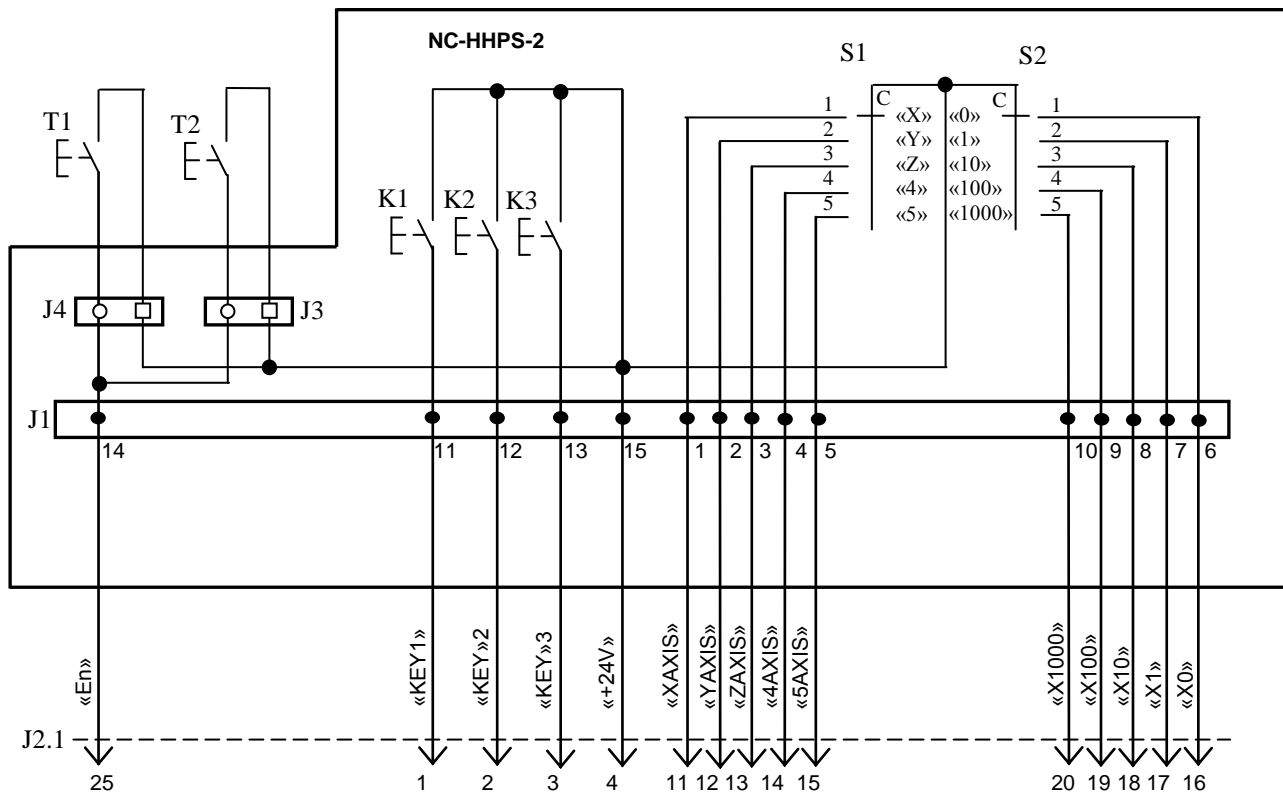 NC-HHPS-2
S1 S2
C C
1 «X» «0» 1
2 «Y» «1» 2
3 «Z» «10» 3
4 «4» «100» 4
5 «5» «1000» 5
T1 T2
K1 K2 K3
J4 J3
J1
14 11 12 13 15 1 2 3 4 5 10 9 8 7 6
«En» «KEY1» «KEY»2 «KEY»3 «+24V» «XAXIS» «YAXIS» «ZAXIS» «4AXIS» «5AXIS» «X1000» «X100» «X10» «X1» «X0»
J2.1
25 1 2 3 4 11 12 13 14 15 20 19 18 17 16